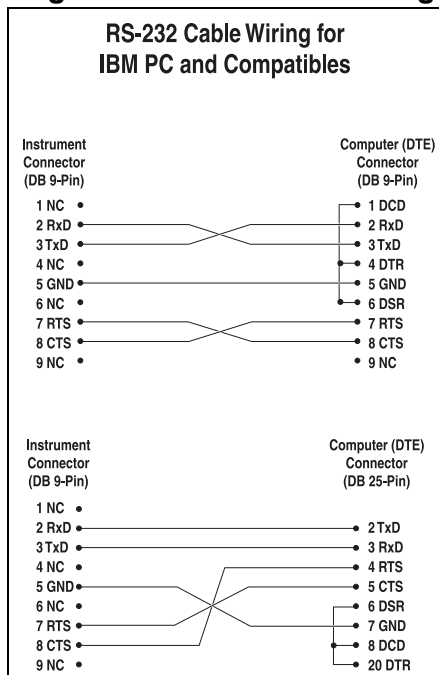 RS-232 Cable Wiring for
IBM PC and Compatibles
Instrument
Connector
(DB 9-Pin)
1 NC
2 RxD
3 TxD
4 NC
5 GND
6 NC
7 RTS
8 CTS
9 NC
Computer (DTE)
Connector
(DB 9-Pin)
1 DCD
2 RxD
3 TxD
4 DTR
5 GND
6 DSR
7 RTS
8 CTS
9 NC
Instrument
Connector
(DB 9-Pin)
1 NC
2 RxD
3 TxD
4 NC
5 GND
6 NC
7 RTS
8 CTS
9 NC
Computer (DTE)
Connector
(DB 25-Pin)
2 TxD
3 RxD
4 RTS
5 CTS
6 DSR
7 GND
8 DCD
20 DTR